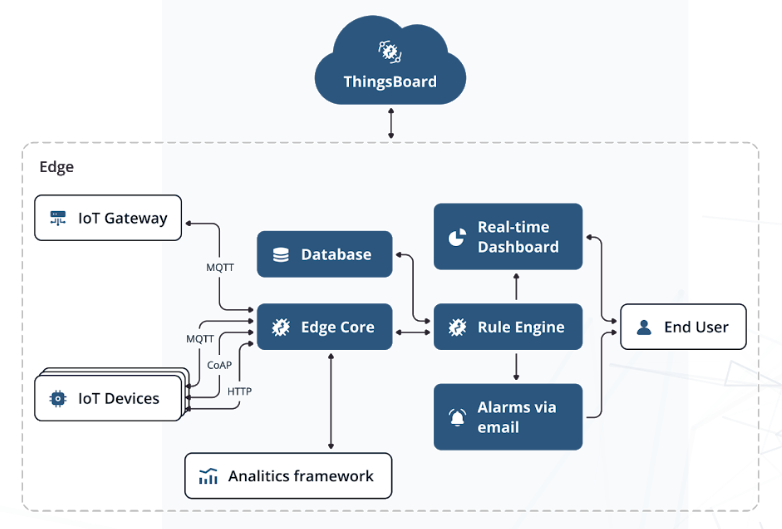 ThingsBoard
Edge
IoT Gateway
MQTT
Database
Real-time
Dashboard
Edge Core
Rule Engine
End User
MQTT
CoAP
HTTP
IoT Devices
Alarms via
email
Analitics framework